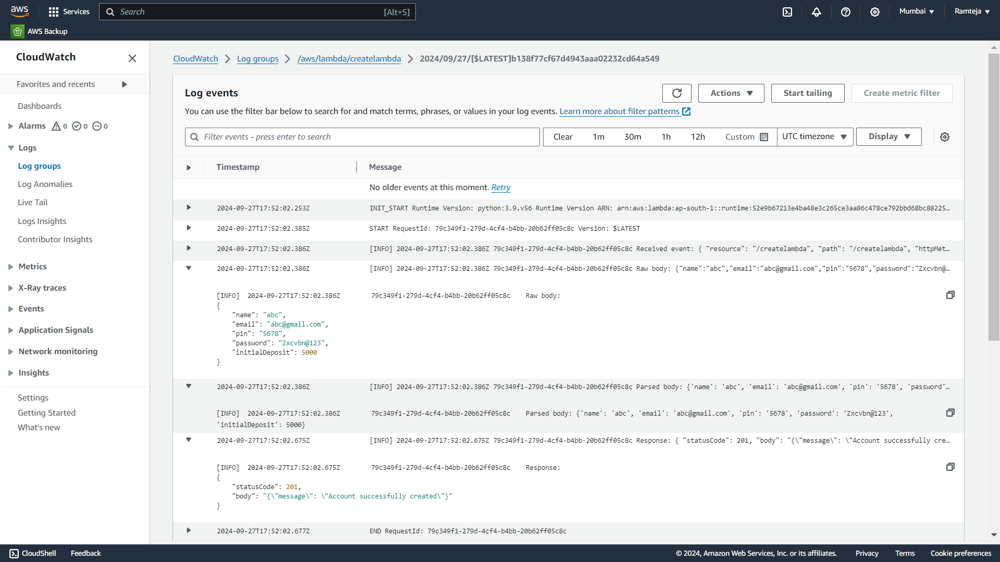 aws Services Search [Alt+S] Mumbai Ramteja
AWS Backup
CloudWatch
Favorites and recents
Dashboards
Alarms 0 0 0
Logs
Log groups
Log Anomalies
Live Tail
Logs Insights
Contributor Insights
Metrics
X-Ray traces
Events
Application Signals
Network monitoring
Insights
Settings
Getting Started
What's new
CloudWatch Log groups /aws/lambda/createlambda 2024/09/27/[$LATEST]b138f77cf67d4943aaa02232cd64a549
Log events
Actions Start tailing Create metric filter
You can use the filter bar below to search for and match terms, phrases, or values in your log events. Learn more about filter patterns
Filter events - press enter to search Clear 1m 30m 1h 12h Custom UTC timezone Display
Timestamp Message
No older events at this moment. Retry
2024-09-27T17:52:02.253Z INIT_START Runtime Version: python:3.9.v56 Runtime Version ARN: arn:aws:lambda:ap-south-1::runtime:52e9b67213e4ba48e3c265ce3aa86c478ce792bbd68bc88225…
2024-09-27T17:52:02.385Z START RequestId: 79c349f1-279d-4cf4-b4bb-20b62ff05c8c Version: $LATEST
2024-09-27T17:52:02.386Z [INFO] 2024-09-27T17:52:02.386Z 79c349f1-279d-4cf4-b4bb-20b62ff05c8c Received event: { "resource": "/createlambda", "path": "/createlambda", "httpMet…
2024-09-27T17:52:02.386Z [INFO] 2024-09-27T17:52:02.386Z 79c349f1-279d-4cf4-b4bb-20b62ff05c8c Raw body: {"name":"abc","email":"abc@gmail.com","pin":"5678","password":"Zxcvbn@…
[INFO] 2024-09-27T17:52:02.386Z 79c349f1-279d-4cf4-b4bb-20b62ff05c8c Raw body:
{
"name": "abc",
"email": "abc@gmail.com",
"pin": "5678",
"password": "Zxcvbn@123",
"initialDeposit": 5000
}
2024-09-27T17:52:02.386Z [INFO] 2024-09-27T17:52:02.386Z 79c349f1-279d-4cf4-b4bb-20b62ff05c8c Parsed body: {'name': 'abc', 'email': 'abc@gmail.com', 'pin': '5678', 'password'…
[INFO] 2024-09-27T17:52:02.386Z 79c349f1-279d-4cf4-b4bb-20b62ff05c8c Parsed body: {'name': 'abc', 'email': 'abc@gmail.com', 'pin': '5678', 'password': 'Zxcvbn@123',
'initialDeposit': 5000}
2024-09-27T17:52:02.675Z [INFO] 2024-09-27T17:52:02.675Z 79c349f1-279d-4cf4-b4bb-20b62ff05c8c Response: { "statusCode": 201, "body": "{\"message\": \"Account successfully cre…
[INFO] 2024-09-27T17:52:02.675Z 79c349f1-279d-4cf4-b4bb-20b62ff05c8c Response:
{
"statusCode": 201,
"body": "{\"message\": \"Account successfully created\"}"
}
2024-09-27T17:52:02.677Z END RequestId: 79c349f1-279d-4cf4-b4bb-20b62ff05c8c
CloudShell Feedback © 2024, Amazon Web Services, Inc. or its affiliates. Privacy Terms Cookie preferences